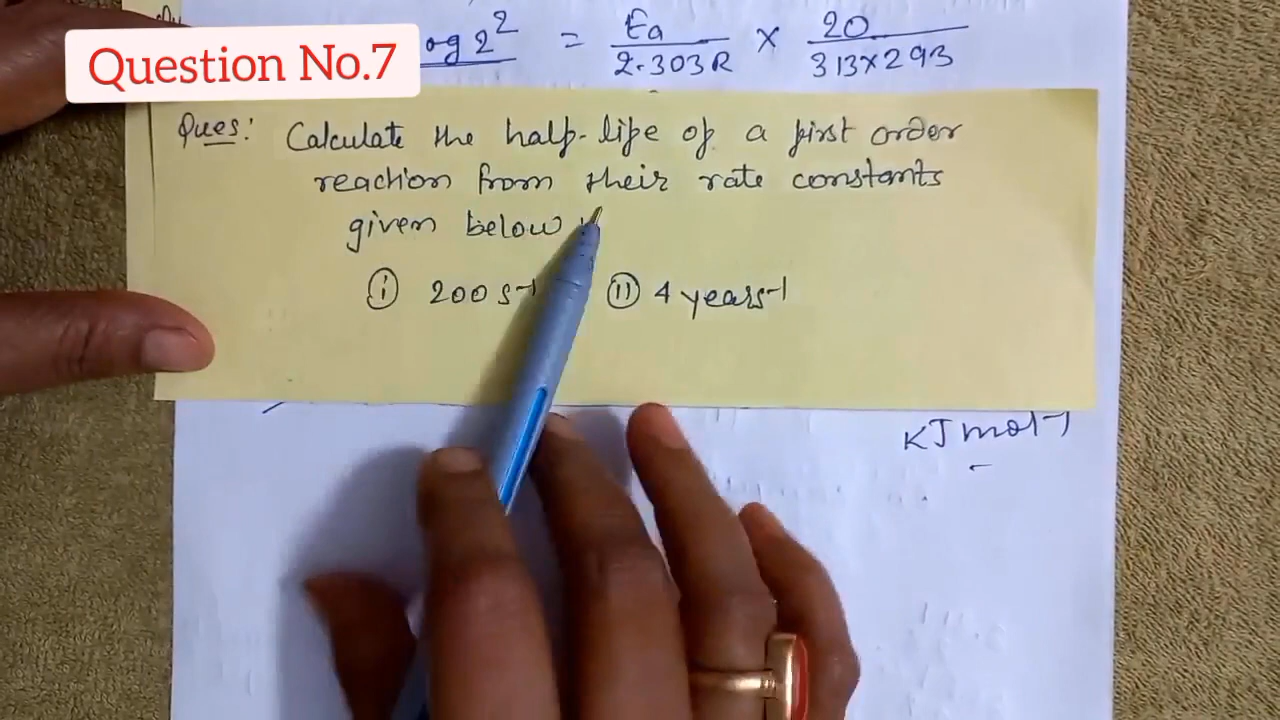 Question No.7
og 2² = Ea / 2.303R × 20 / 313×293
Ques: Calculate the half-life of a first order
reaction from their rate constants
given below
(i) 200 s⁻¹ (ii) 4 years⁻¹
KJ mol⁻¹